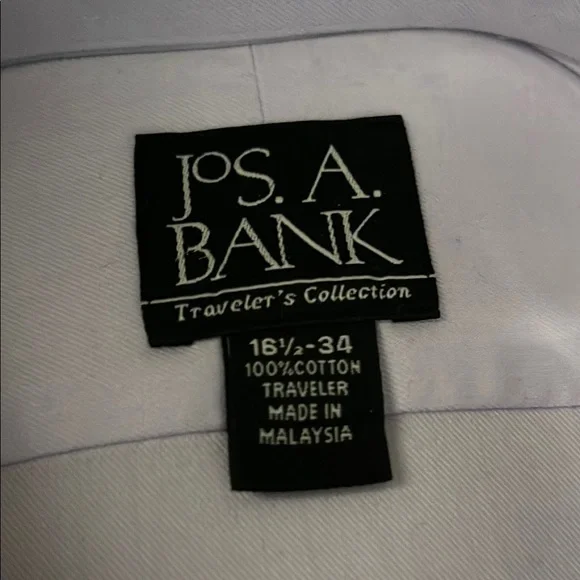 JOS. A.
BANK
Traveler's Collection
16½-34
100%COTTON
TRAVELER
MADE IN
MALAYSIA